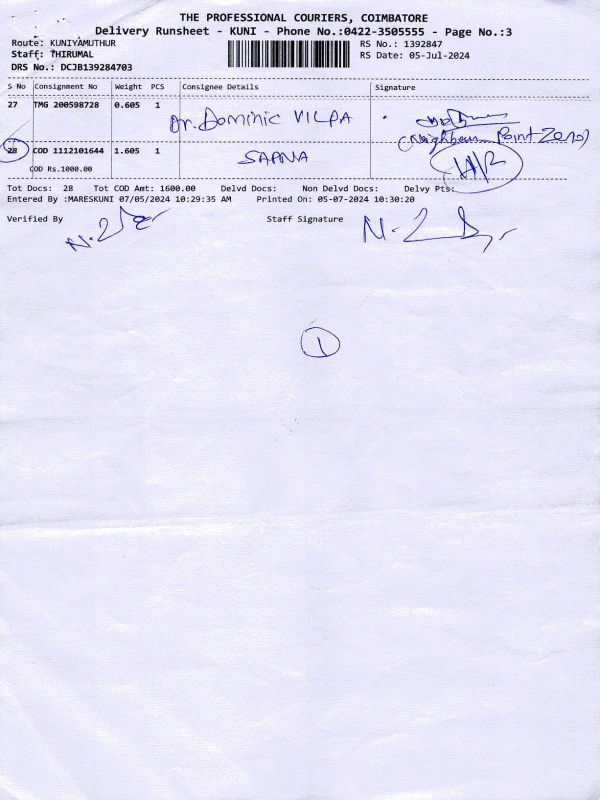 THE PROFESSIONAL COURIERS, COIMBATORE
Delivery Runsheet - KUNI - Phone No.:0422-3505555 - Page No.:3
Route: KUNIYAMUTHUR RS No.: 1392847
Staff: THIRUMAL RS Date: 05-Jul-2024
DRS No.: DCJB139284703
S No Consignment No Weight PCS Consignee Details Signature
27 TMG 200598728 0.605 1
Dr. Dominic VILPA
(Neighbour Point Zero)
28 COD 1112101644 1.605 1
SAPNA
COD Rs.1000.00
Tot Docs: 28 Tot COD Amt: 1600.00 Delvd Docs: Non Delvd Docs: Delvy Pts:
Entered By :MARESKUNI 07/05/2024 10:29:35 AM Printed On: 05-07-2024 10:30:20
Verified By Staff Signature
1